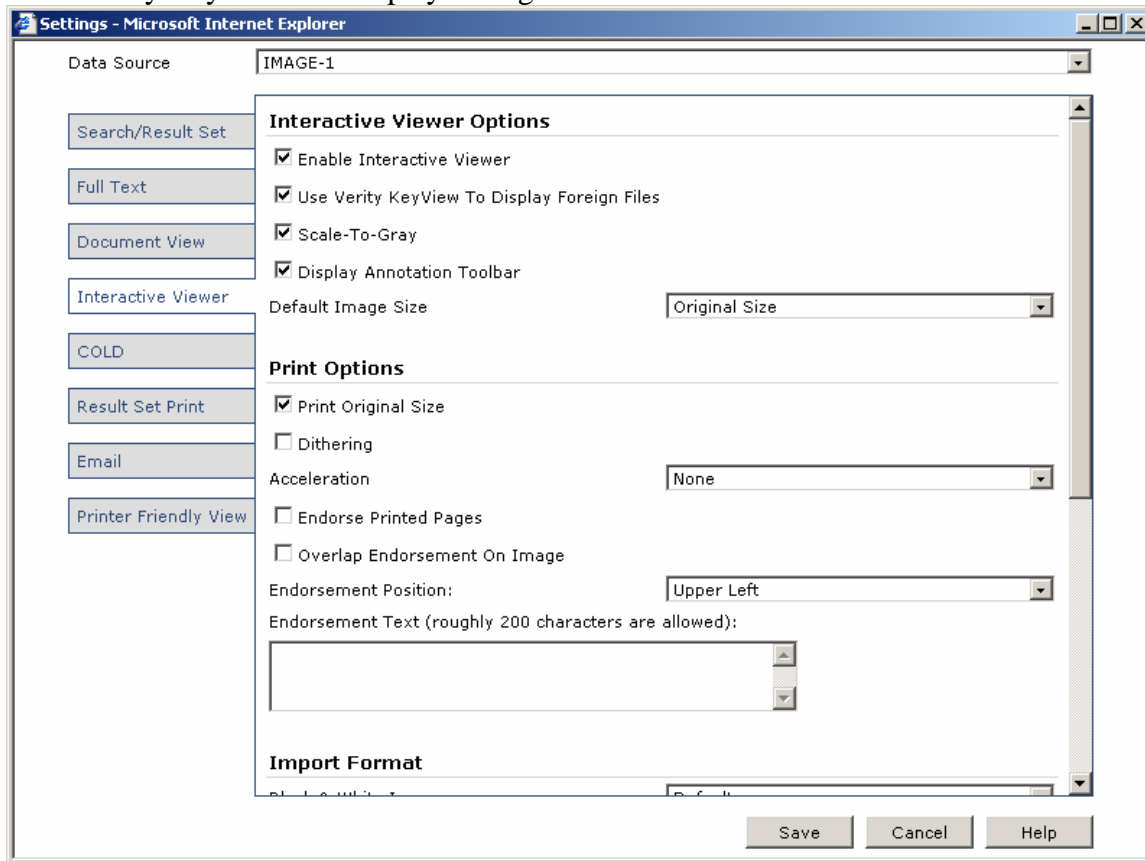 Settings - Microsoft Internet Explorer
Data Source
IMAGE-1
Search/Result Set
Full Text
Document View
Interactive Viewer
COLD
Result Set Print
Email
Printer Friendly View
Interactive Viewer Options
Enable Interactive Viewer
Use Verity KeyView To Display Foreign Files
Scale-To-Gray
Display Annotation Toolbar
Default Image Size
Original Size
Print Options
Print Original Size
Dithering
Acceleration
None
Endorse Printed Pages
Overlap Endorsement On Image
Endorsement Position:
Upper Left
Endorsement Text (roughly 200 characters are allowed):
Import Format
Save
Cancel
Help